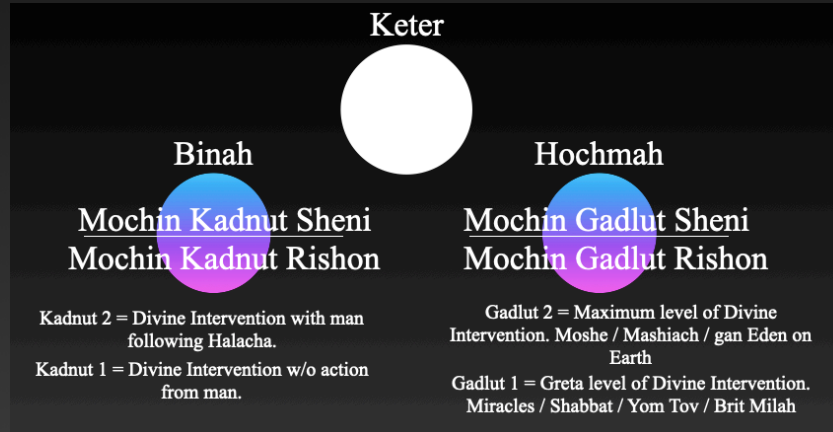 Keter
Binah
Hochmah
Mochin Kadnut Sheni
Mochin Kadnut Rishon
Mochin Gadlut Sheni
Mochin Gadlut Rishon
Kadnut 2 = Divine Intervention with man
following Halacha.
Kadnut 1 = Divine Intervention w/o action
from man.
Gadlut 2 = Maximum level of Divine
Intervention. Moshe / Mashiach / gan Eden on
Earth
Gadlut 1 = Greta level of Divine Intervention.
Miracles / Shabbat / Yom Tov / Brit Milah